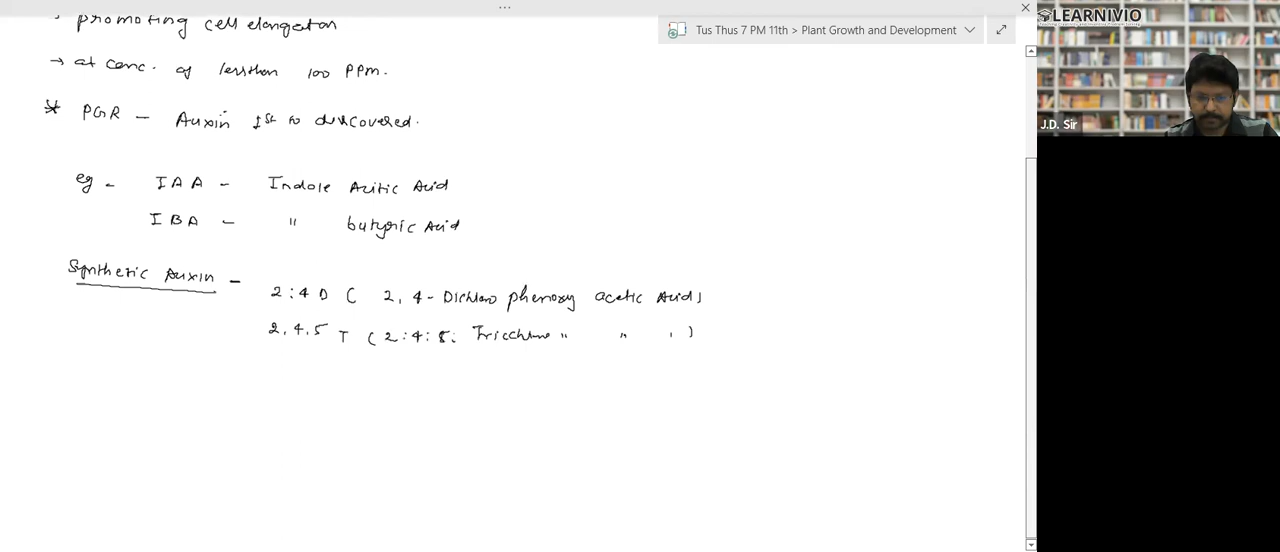 promoting cell elongation
Tus Thus 7 PM 11th > Plant Growth and Development
LEARNIVIO
J.D. Sir
→ at conc. of less than 100 PPm.
* PGR – Auxin 1st to discovered.
eg - IAA – Indole Acitic Acid
IBA – " butyric Acid
Synthetic Auxin –
2:4 D ( 2, 4 - Dichloro phenoxy acetic Acid)
2,4,5 T ( 2:4:5: " " " )